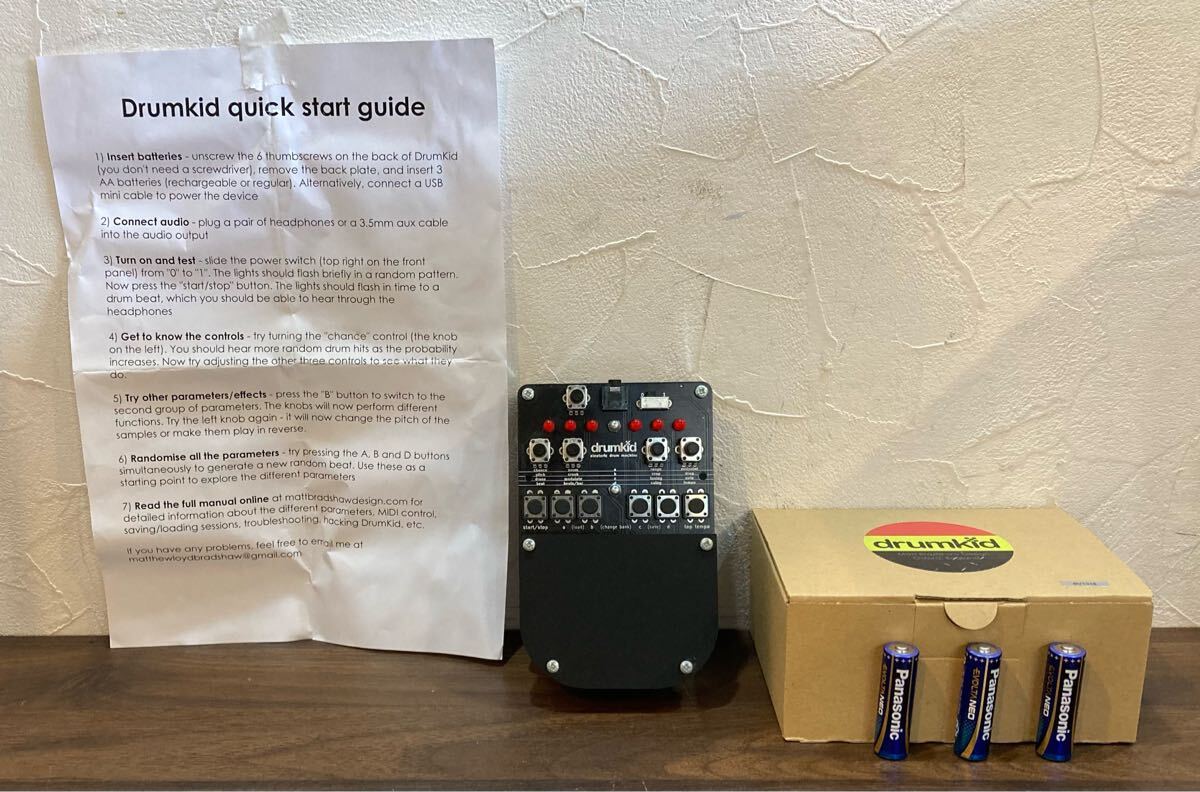 Drumkid quick start guide
1) Insert batteries - unscrew the 6 thumbscrews on the back of DrumKid
(you don't need a screwdriver), remove the back plate, and insert 3
AA batteries (rechargeable or regular). Alternatively, connect a USB
mini cable to power the device
2) Connect audio - plug a pair of headphones or a 3.5mm aux cable
into the audio output
3) Turn on and test - slide the power switch (top right on the front
panel) from "0" to "1". The lights should flash briefly in a random pattern.
Now press the "start/stop" button. The lights should flash in time to a
drum beat, which you should be able to hear through the
headphones
4) Get to know the controls - try turning the "chance" control (the knob
on the left). You should hear more random drum hits as the probability
increases. Now try adjusting the other three controls to see what they
do.
5) Try other parameters/effects - press the "B" button to switch to the
second group of parameters. The knobs will now perform different
functions. Try the left knob again - it will now change the pitch of the
samples or make them play in reverse.
6) Randomise all the parameters - try pressing the A, B and D buttons
simultaneously to generate a new random beat. Use these as a
starting point to explore the different parameters
7) Read the full manual online at mattbradshawdesign.com for
detailed information about the different parameters, MIDI control,
saving/loading sessions, troubleshooting, hacking DrumKid, etc.
If you have any problems, feel free to email me at
matthewloydbradshaw@gmail.com
drumkid
aleatoric drum machine
chance
pitch
drone
beat
zoom
crush
modulate
range
crop
tuning
drop
tempo
start/stop a (load) b (change bank) c (save) d tap tempo
drumkid
Panasonic
EVOLTA NEO
Panasonic
EVOLTA NEO
Panasonic
EVOLTA NEO